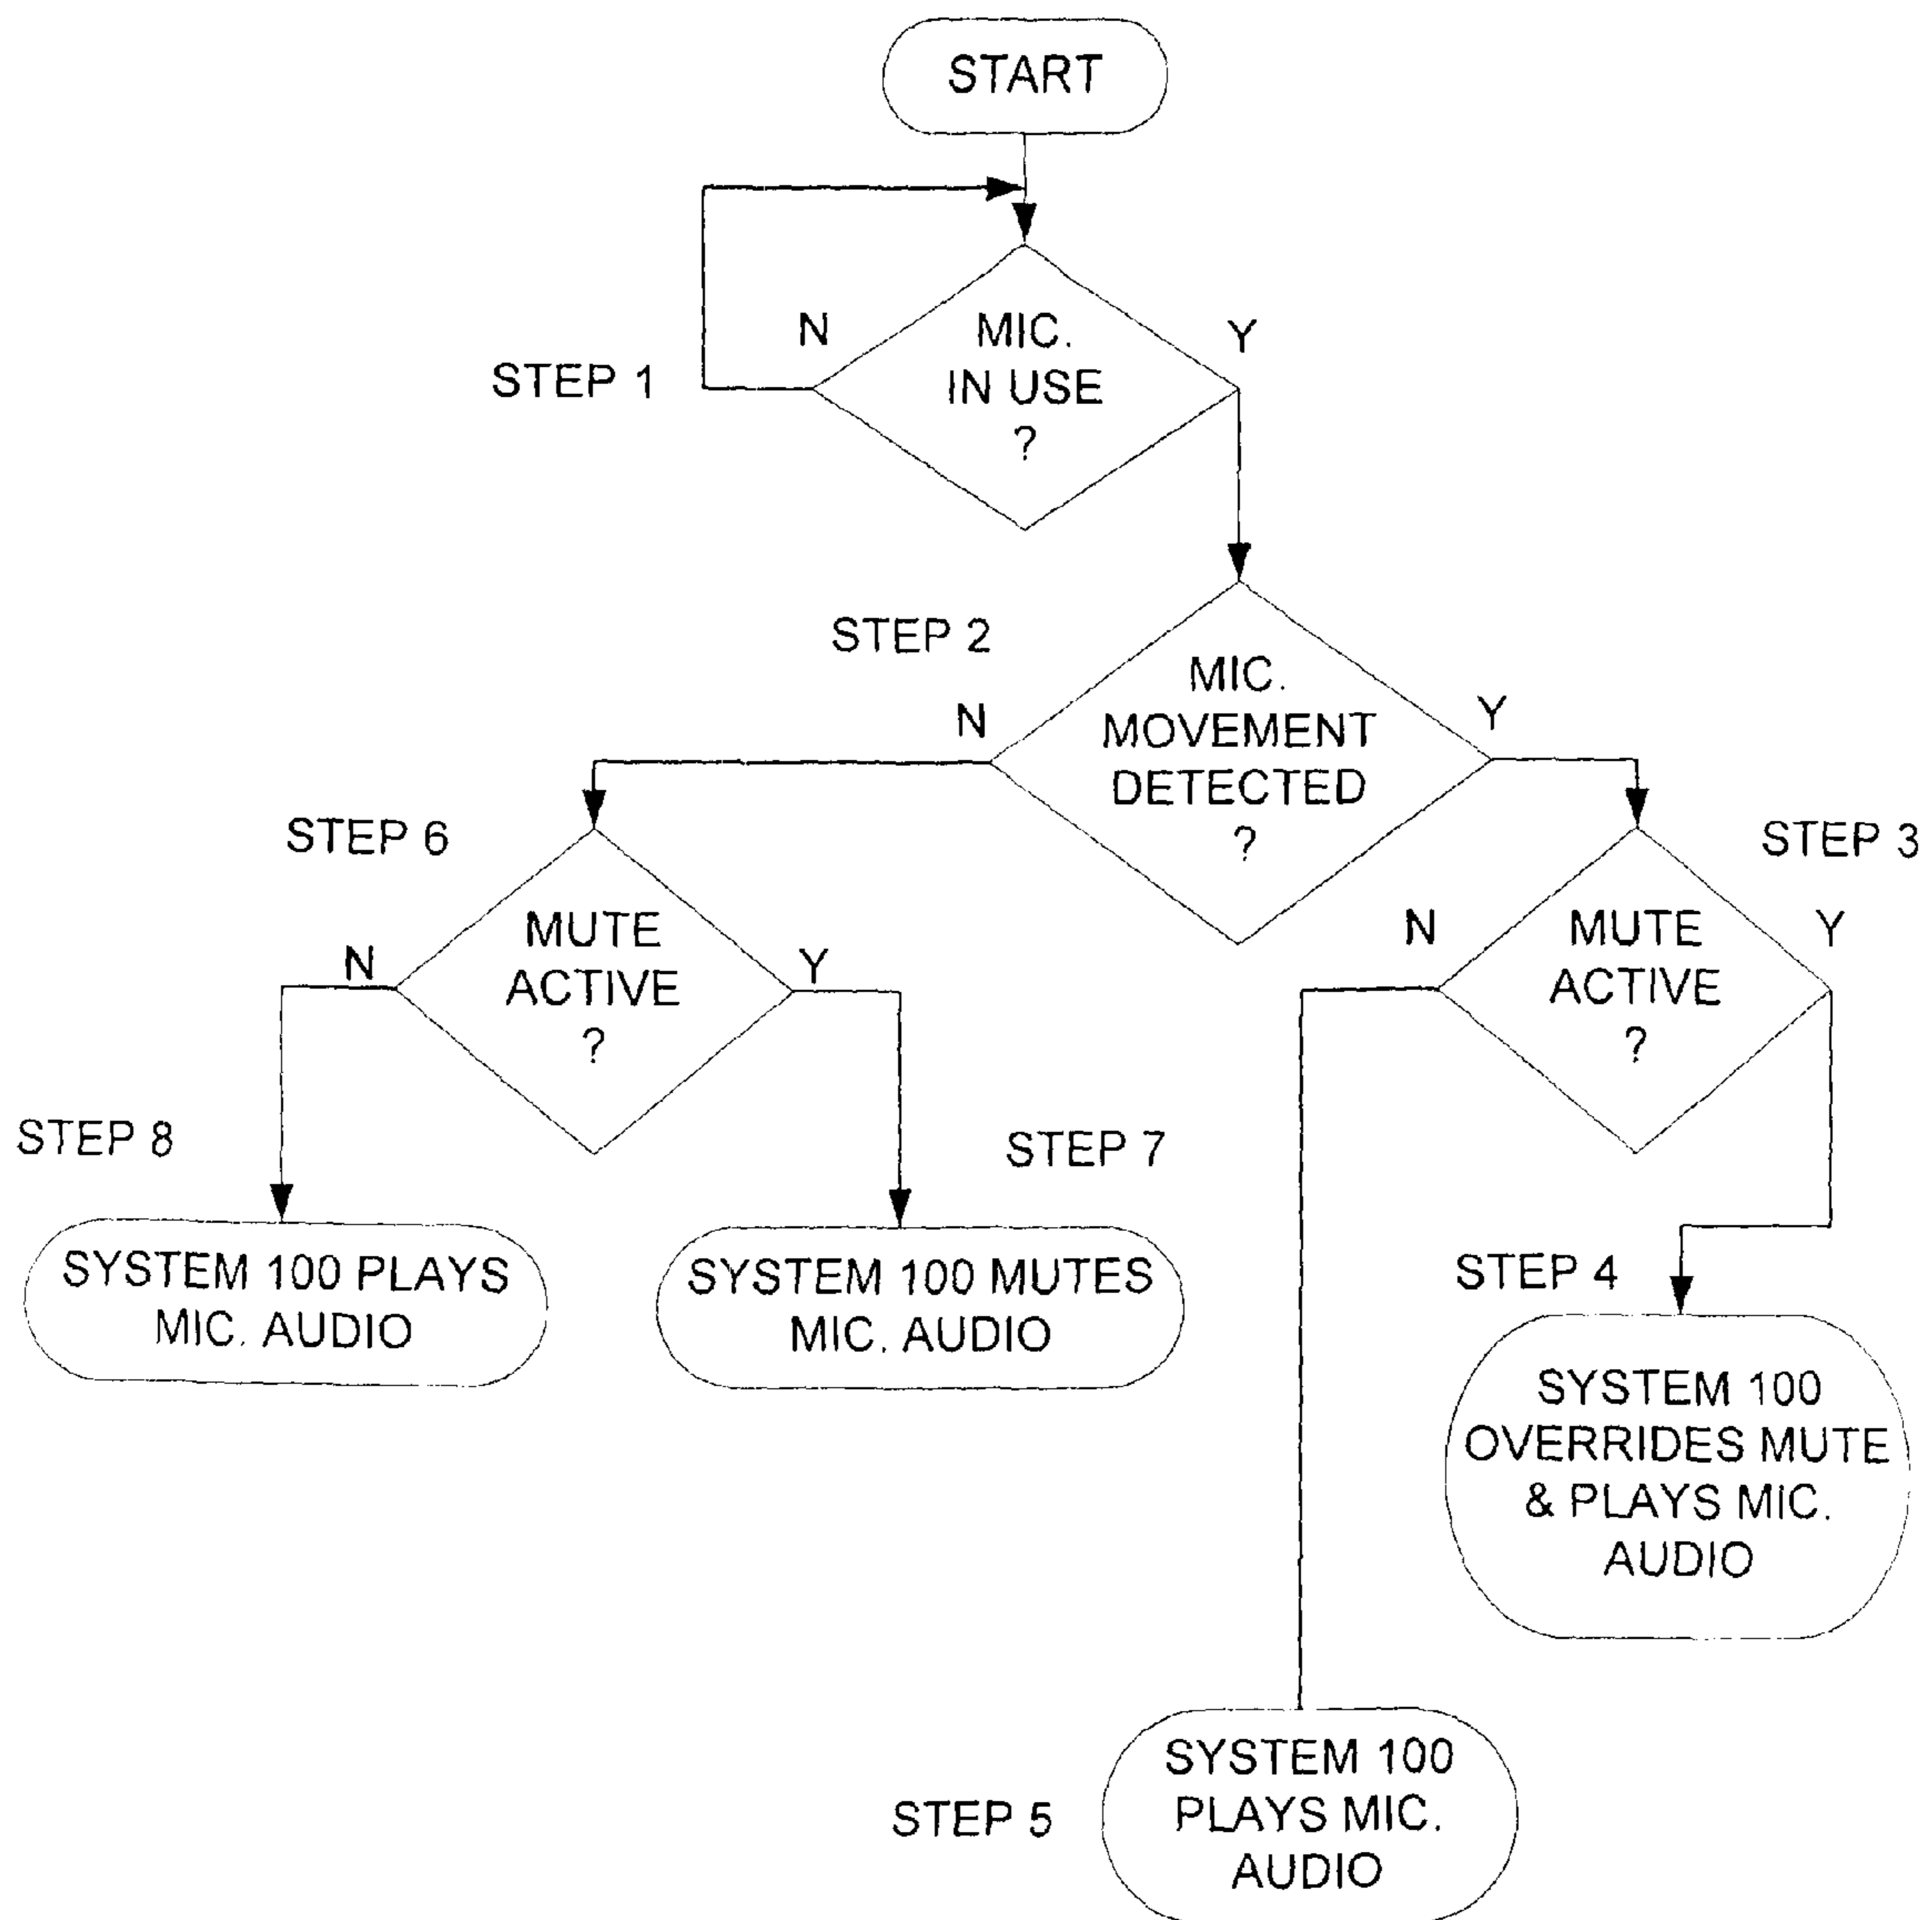 START
N
MIC.
IN USE
?
Y
STEP 1
STEP 2
MIC.
MOVEMENT
DETECTED
?
N
Y
STEP 6
MUTE
ACTIVE
?
N
Y
STEP 3
MUTE
ACTIVE
?
N
Y
STEP 8
SYSTEM 100 PLAYS
MIC. AUDIO
STEP 7
SYSTEM 100 MUTES
MIC. AUDIO
STEP 4
SYSTEM 100
OVERRIDES MUTE
& PLAYS MIC.
AUDIO
STEP 5
SYSTEM 100
PLAYS MIC.
AUDIO